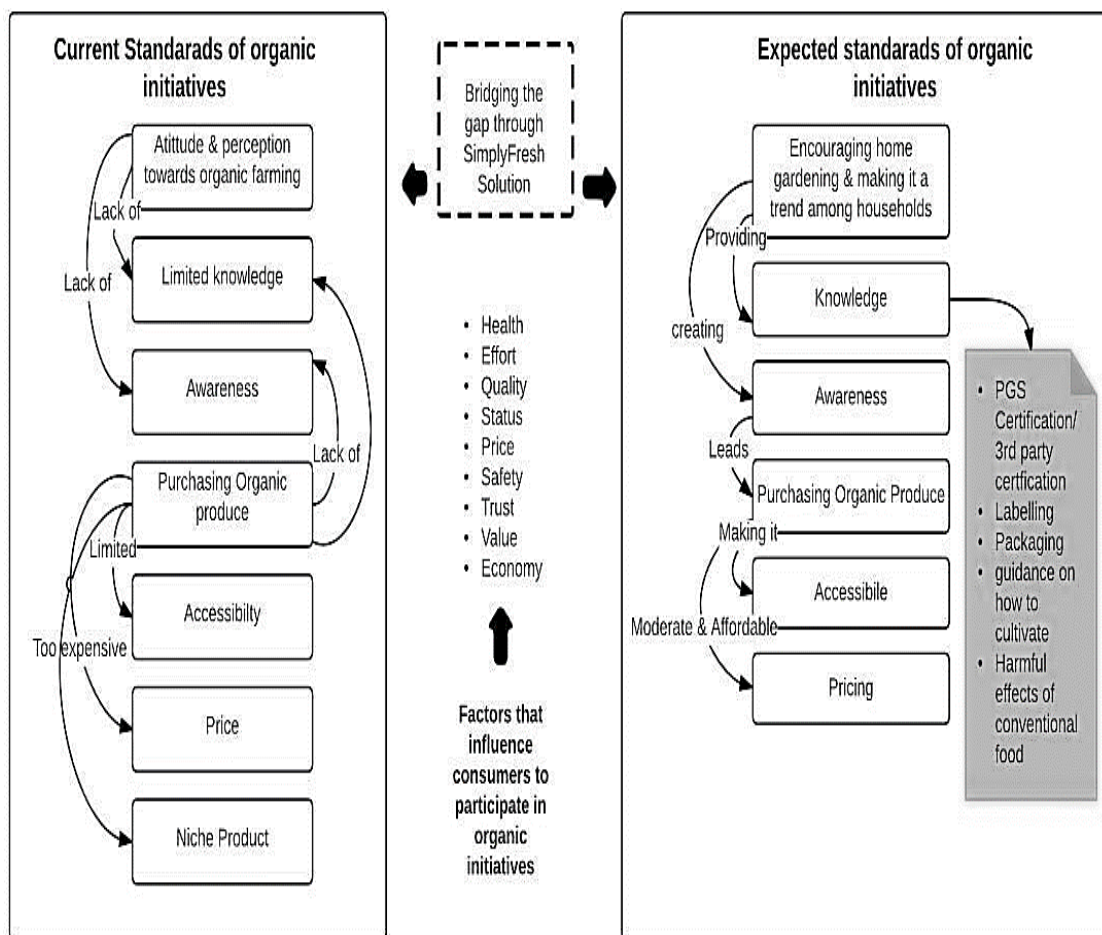 Current Standarads of organic
initiatives
Atittude & perception
towards organic farming
Lack of
Limited knowledge
Lack of
Awareness
Lack of
Purchasing Organic
produce
Limited
Accessibilty
Too expensive
Price
Niche Product
Bridging the
gap through
SimplyFresh
Solution
• Health
• Effort
• Quality
• Status
• Price
• Safety
• Trust
• Value
• Economy
Factors that
influence
consumers to
participate in
organic
initiatives
Expected standarads of organic
initiatives
Encouraging home
gardening & making it a
trend among households
Providing
Knowledge
creating
Awareness
Leads
Purchasing Organic Produce
Making it
Accessibile
Moderate & Affordable
Pricing
• PGS
Certification/
3rd party
certfication
• Labelling
• Packaging
• guidance on
how to
cultivate
• Harmful
effects of
conventional
food